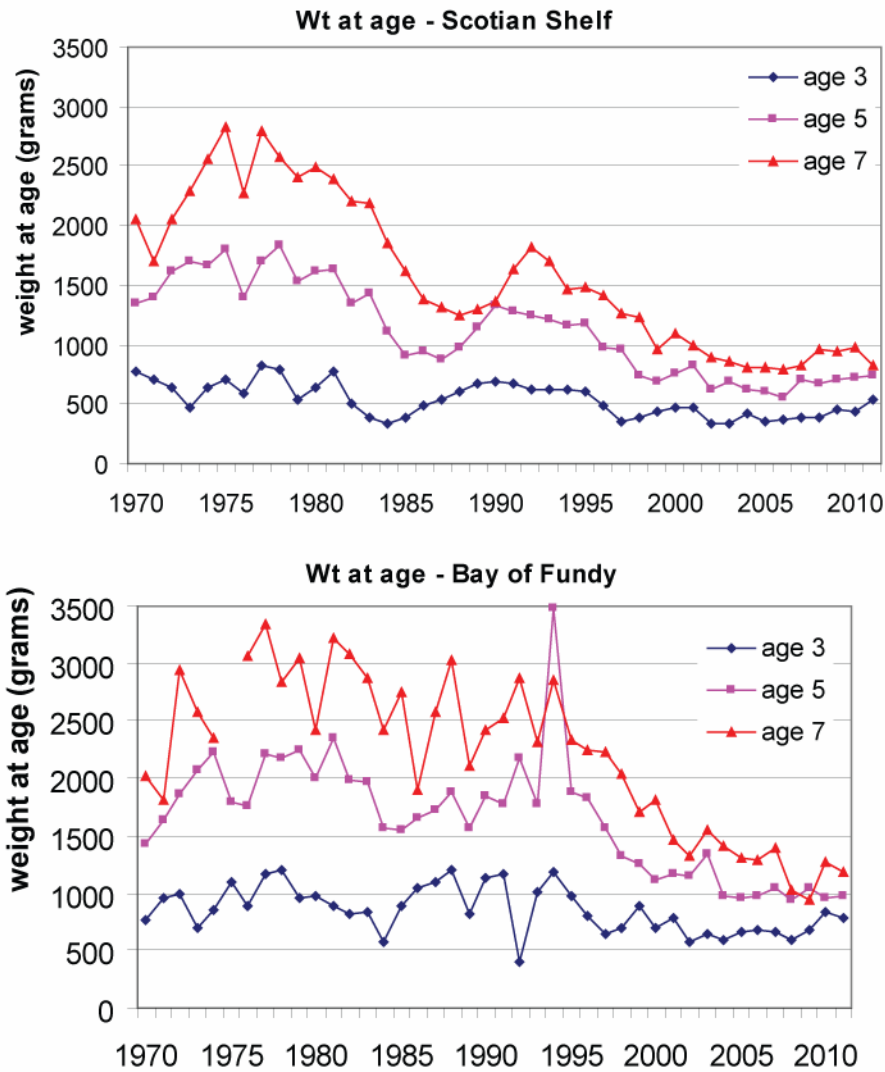 Wt at age - Scotian Shelf
weight at age (grams)
3500
3000
2500
2000
1500
1000
500
0
age 3
age 5
age 7
1970 1975 1980 1985 1990 1995 2000 2005 2010
Wt at age - Bay of Fundy
weight at age (grams)
3500
3000
2500
2000
1500
1000
500
0
age 3
age 5
age 7
1970 1975 1980 1985 1990 1995 2000 2005 2010